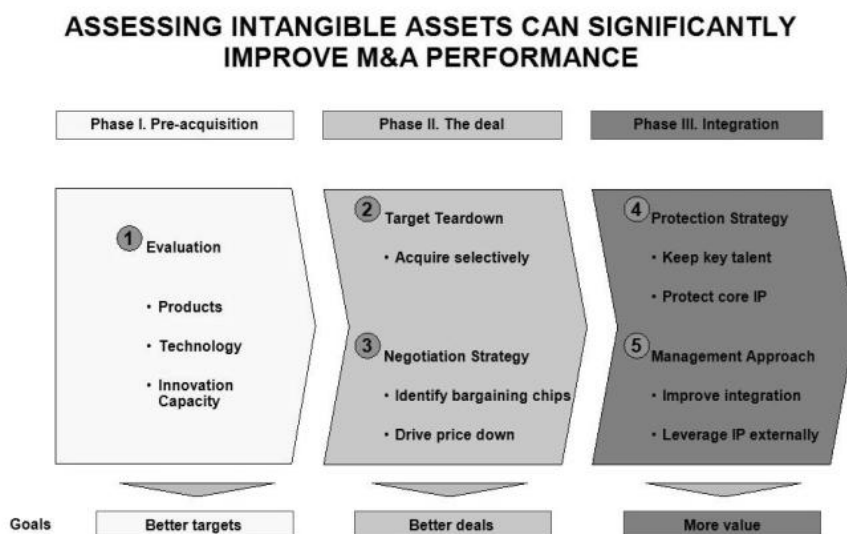 ASSESSING INTANGIBLE ASSETS CAN SIGNIFICANTLY
IMPROVE M&A PERFORMANCE
Phase I. Pre-acquisition
Phase II. The deal
Phase III. Integration
1 Evaluation
• Products
• Technology
• Innovation
Capacity
2 Target Teardown
• Acquire selectively
3 Negotiation Strategy
• Identify bargaining chips
• Drive price down
4 Protection Strategy
• Keep key talent
• Protect core IP
5 Management Approach
• Improve integration
• Leverage IP externally
Goals
Better targets
Better deals
More value